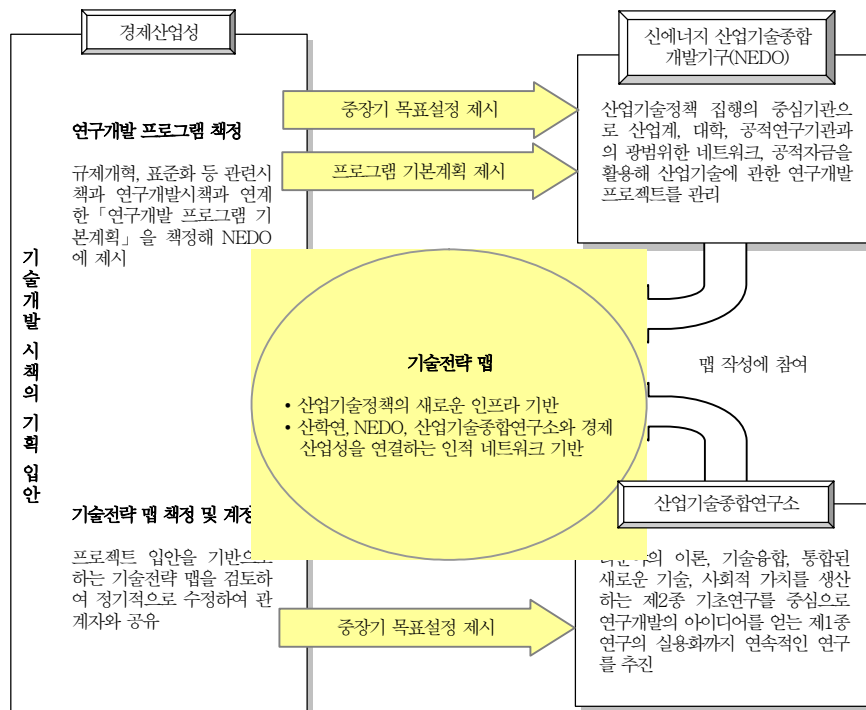 경제산업성
신에너지 산업기술종합
개발기구(NEDO)
기술개발 시책의 기획 입안
연구개발 프로그램 책정
규제개혁, 표준화 등 관련시
책과 연구개발시책과 연계
한「연구개발 프로그램 기
본계획」을 책정해 NEDO
에 제시
중장기 목표설정 제시
프로그램 기본계획 제시
산업기술정책 집행의 중심기관으
로 산업계, 대학, 공적연구기관과
의 광범위한 네트워크, 공적자금을
활용해 산업기술에 관한 연구개발
프로젝트를 관리
기술전략 맵
• 산업기술정책의 새로운 인프라 기반
• 산학연, NEDO, 산업기술종합연구소와 경제
산업성을 연결하는 인적 네트워크 기반
맵 작성에 참여
기술전략 맵 책정 및 계정
프로젝트 입안을 기반으로
하는 기술전략 맵을 검토하
여 정기적으로 수정하여 관
계자와 공유
중장기 목표설정 제시
산업기술종합연구소
이론, 기술융합, 통합된
새로운 기술, 사회적 가치를 생산
하는 제2종 기초연구를 중심으로
연구개발의 아이디어를 얻는 제1종
연구의 실용화까지 연속적인 연구
를 추진